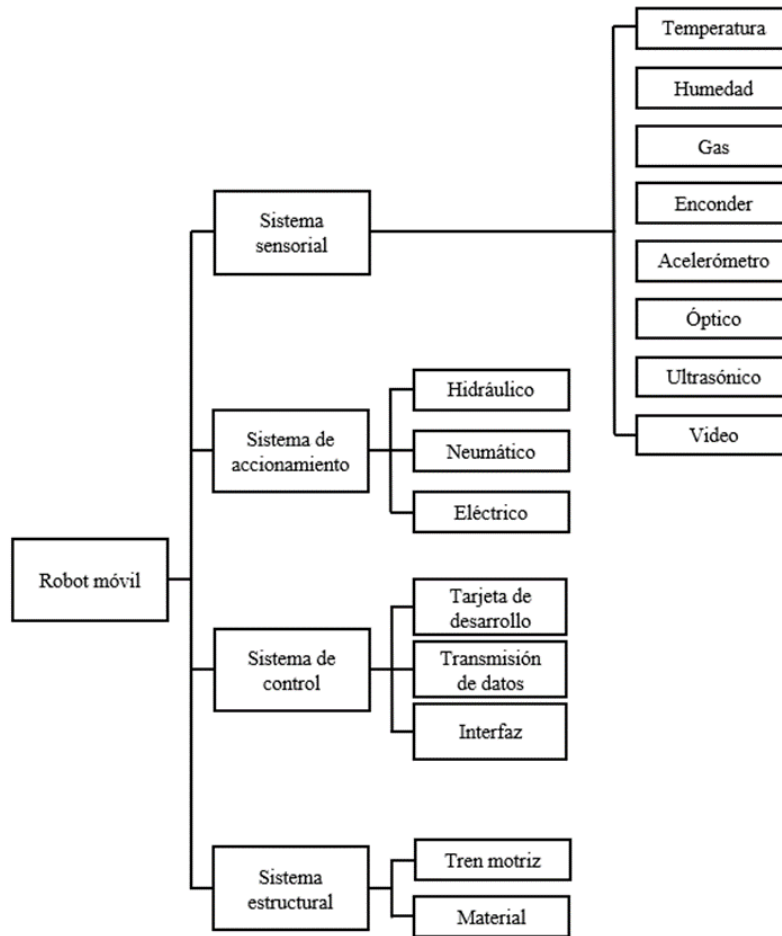 Temperatura
Humedad
Gas
Enconder
Acelerómetro
Óptico
Ultrasónico
Video
Sistema
sensorial
Hidráulico
Neumático
Eléctrico
Sistema de
accionamiento
Robot móvil
Tarjeta de
desarrollo
Transmisión
de datos
Interfaz
Sistema de
control
Tren motriz
Material
Sistema
estructural